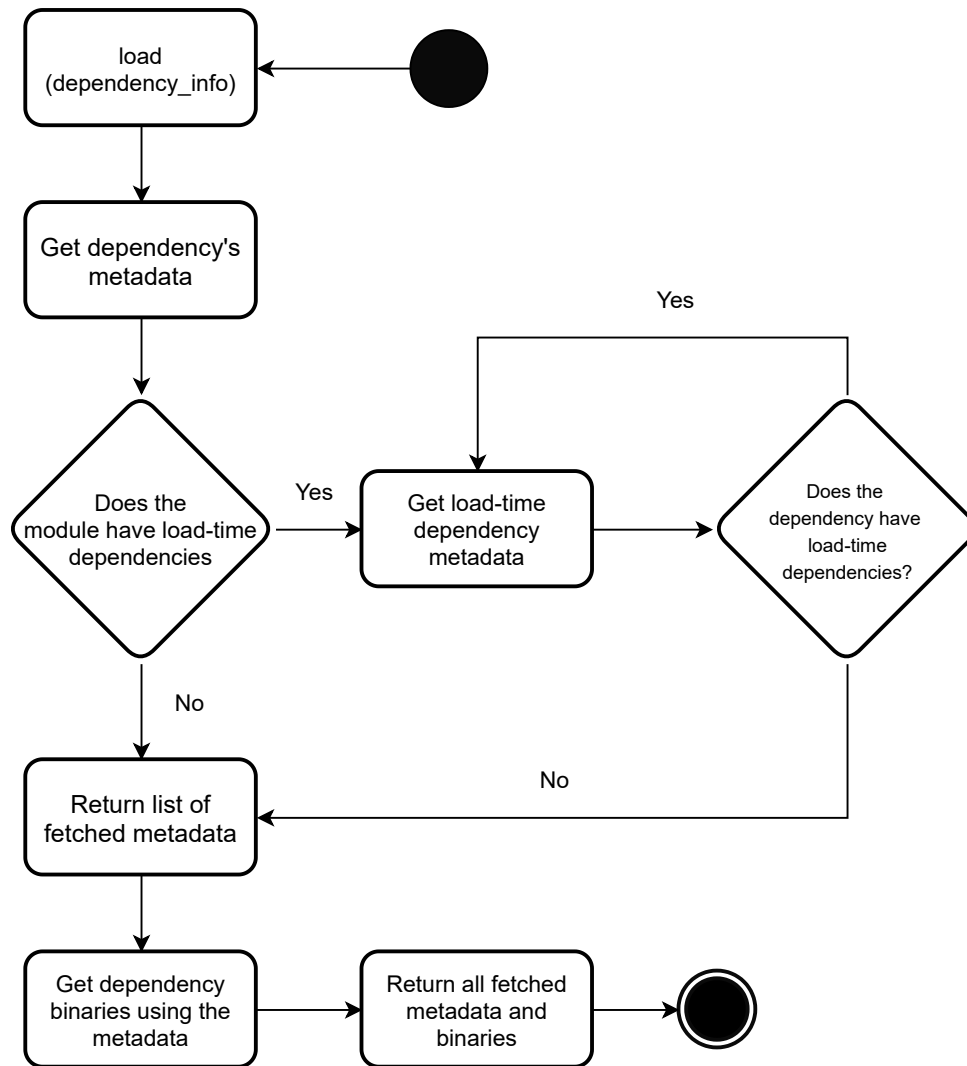 load
(dependency_info)
Get dependency's
metadata
Yes
Does the
module have load-time
dependencies
Yes
Get load-time
dependency
metadata
Does the
dependency have
load-time
dependencies?
No
No
Return list of
fetched metadata
Get dependency
binaries using the
metadata
Return all fetched
metadata and
binaries